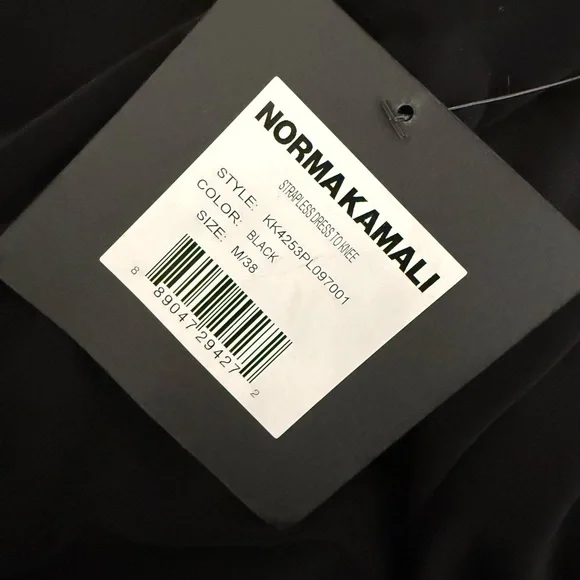 NORMA KAMALI
STRAPLESS DRESS TO KNEE
STYLE: KK4253PL097001
COLOR: BLACK
SIZE: M/38
8 89047 29427 2